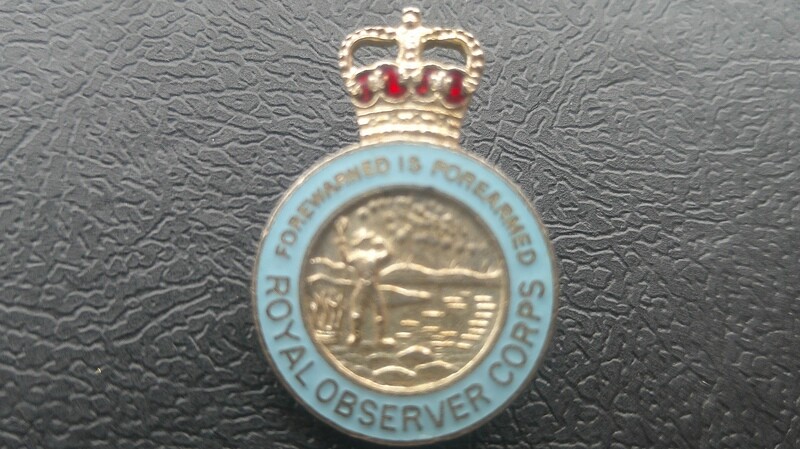 FOREWARNED IS FOREARMED
ROYAL OBSERVER CORPS